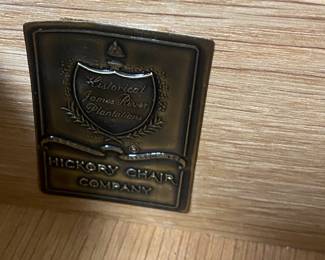 Historical
James River
Plantations
HICKORY CHAIR
COMPANY